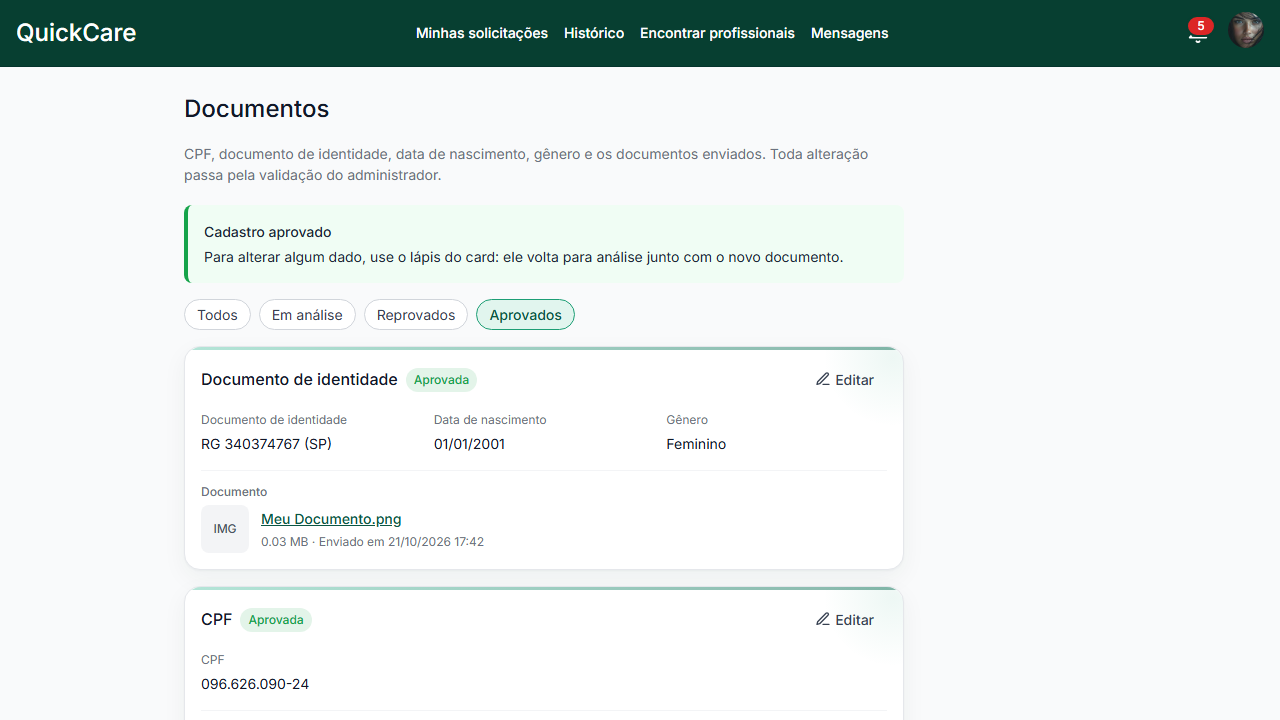 QuickCare
Minhas solicitações
Histórico
Encontrar profissionais
Mensagens
5
Documentos
CPF, documento de identidade, data de nascimento, gênero e os documentos enviados. Toda alteração
passa pela validação do administrador.
Cadastro aprovado
Para alterar algum dado, use o lápis do card: ele volta para análise junto com o novo documento.
Todos
Em análise
Reprovados
Aprovados
Documento de identidade
Aprovada
Editar
Documento de identidade
Data de nascimento
Gênero
RG 340374767 (SP)
01/01/2001
Feminino
Documento
IMG
Meu Documento.png
0.03 MB · Enviado em 21/10/2026 17:42
CPF
Aprovada
Editar
CPF
096.626.090-24